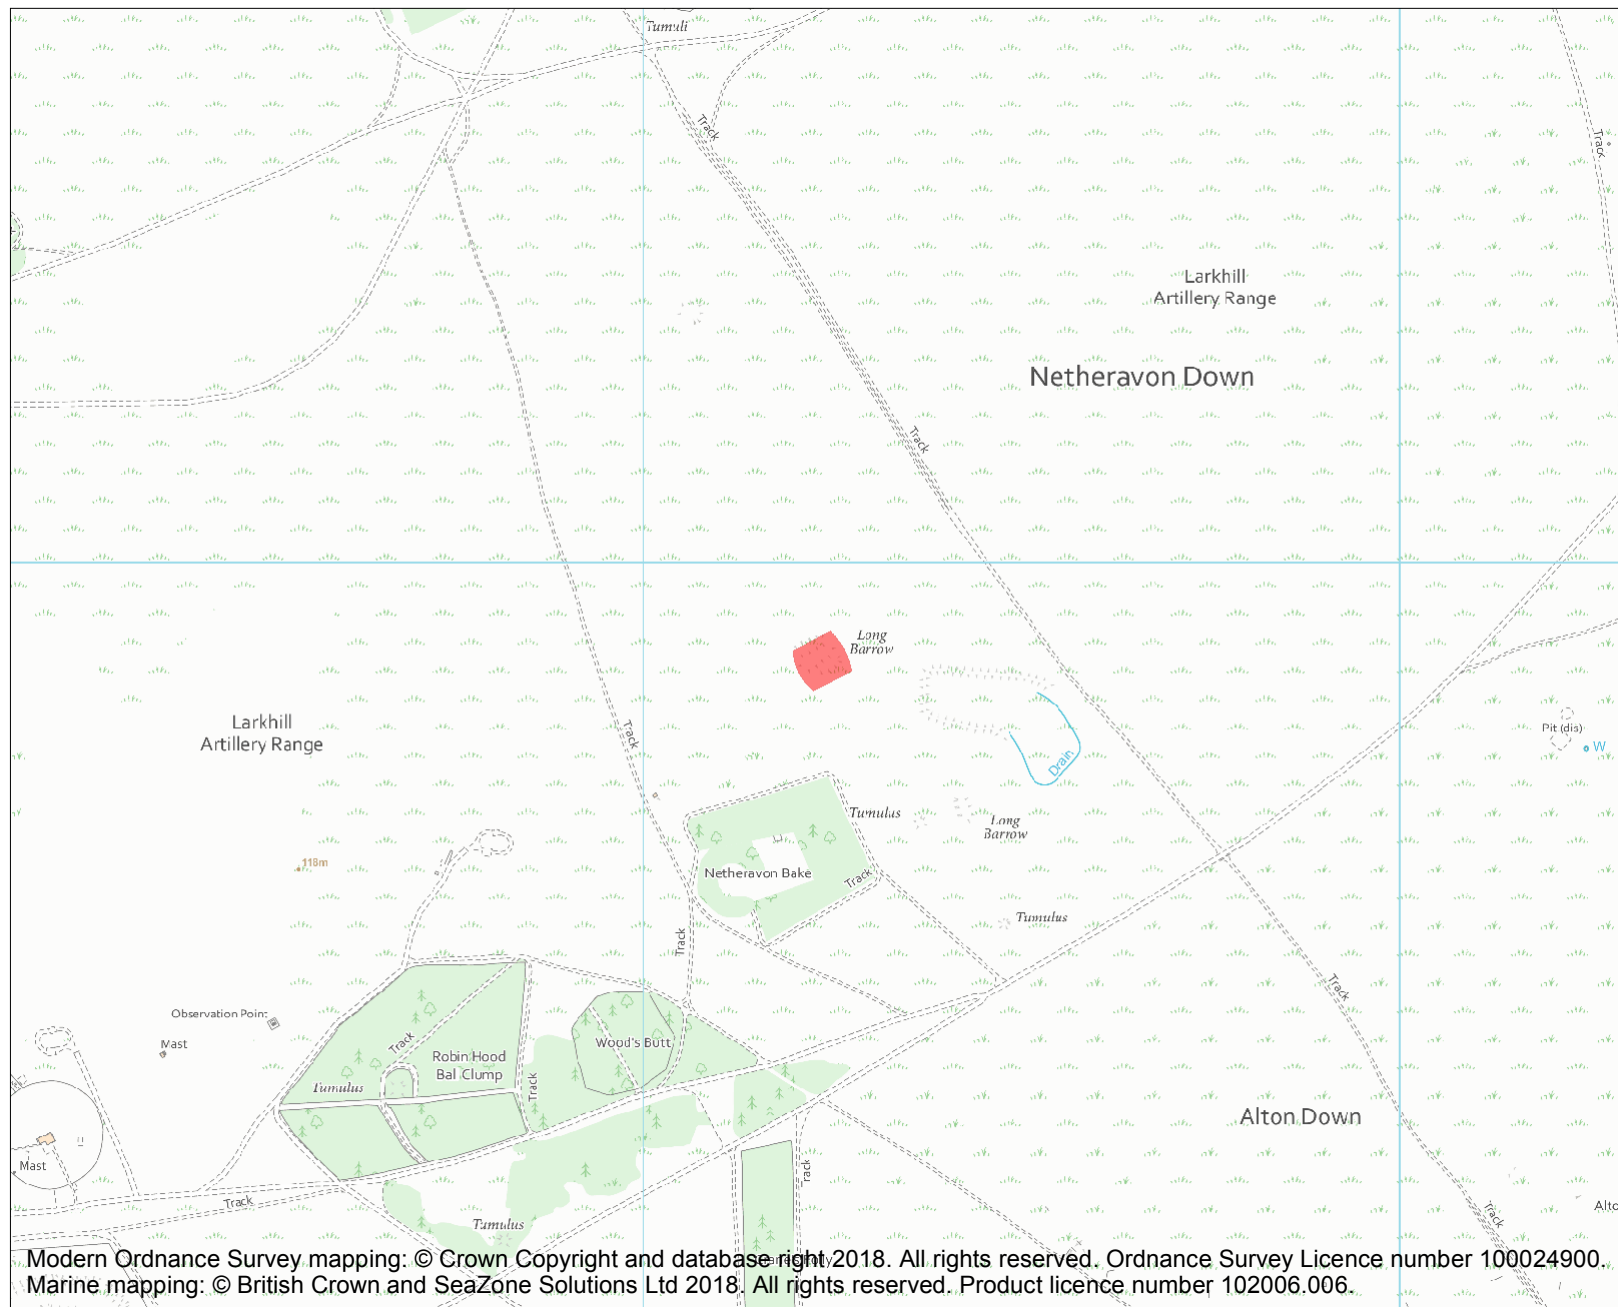 Tumuli
Track
Track
Larkhill
Artillery Range
Netheravon Down
Track
Long
Barrow
Larkhill
Artillery Range
Track
Pit (dis)
W
Drain
Tumulus
Long
Barrow
118m
Netheravon Bake
Track
Tumulus
Track
Track
Observation Point
Mast
Track
Wood's Butt
Robin Hood
Bal Clump
Tumulus
Track
Alton Down
Mast
Track
Track
Track
Tumulus
Modern Ordnance Survey mapping: © Crown Copyright and database right 2018. All rights reserved. Ordnance Survey Licence number 100024900.
Marine mapping: © British Crown and SeaZone Solutions Ltd 2018. All rights reserved. Product licence number 102006.006.